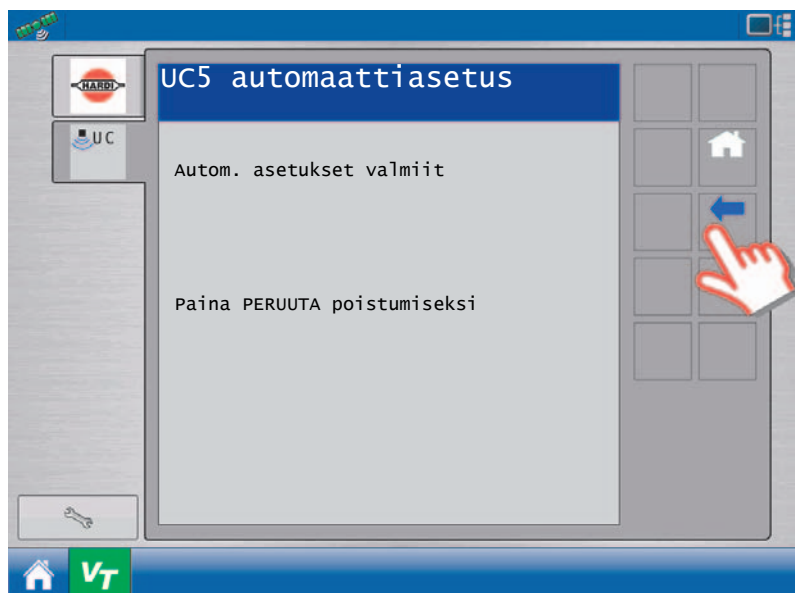 HARDI
UC5 automaattiasetus
UC
Autom. asetukset valmiit
Paina PERUUTA poistumiseksi
VT